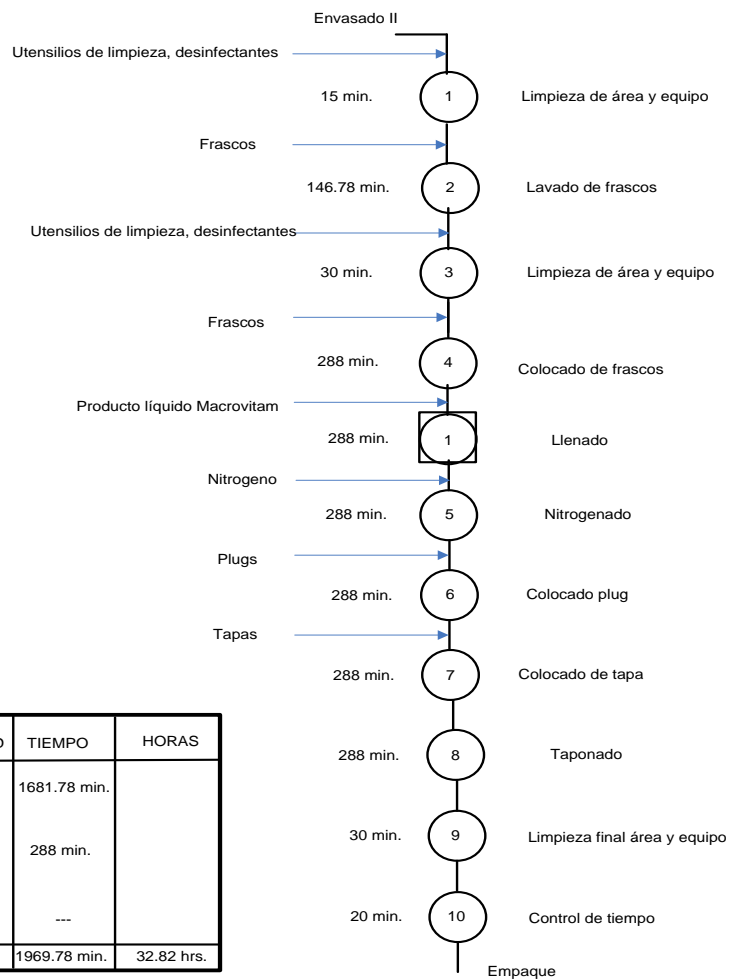 Envasado II
Utensilios de limpieza, desinfectantes
15 min. 1 Limpieza de área y equipo
Frascos
146.78 min. 2 Lavado de frascos
Utensilios de limpieza, desinfectantes
30 min. 3 Limpieza de área y equipo
Frascos
288 min. 4 Colocado de frascos
Producto líquido Macrovitam
288 min. 1 Llenado
Nitrogeno
288 min. 5 Nitrogenado
Plugs
288 min. 6 Colocado plug
Tapas
288 min. 7 Colocado de tapa
288 min. 8 Taponado
30 min. 9 Limpieza final área y equipo
20 min. 10 Control de tiempo
Empaque
TIEMPO HORAS
1681.78 min.
288 min.
---
1969.78 min. 32.82 hrs.